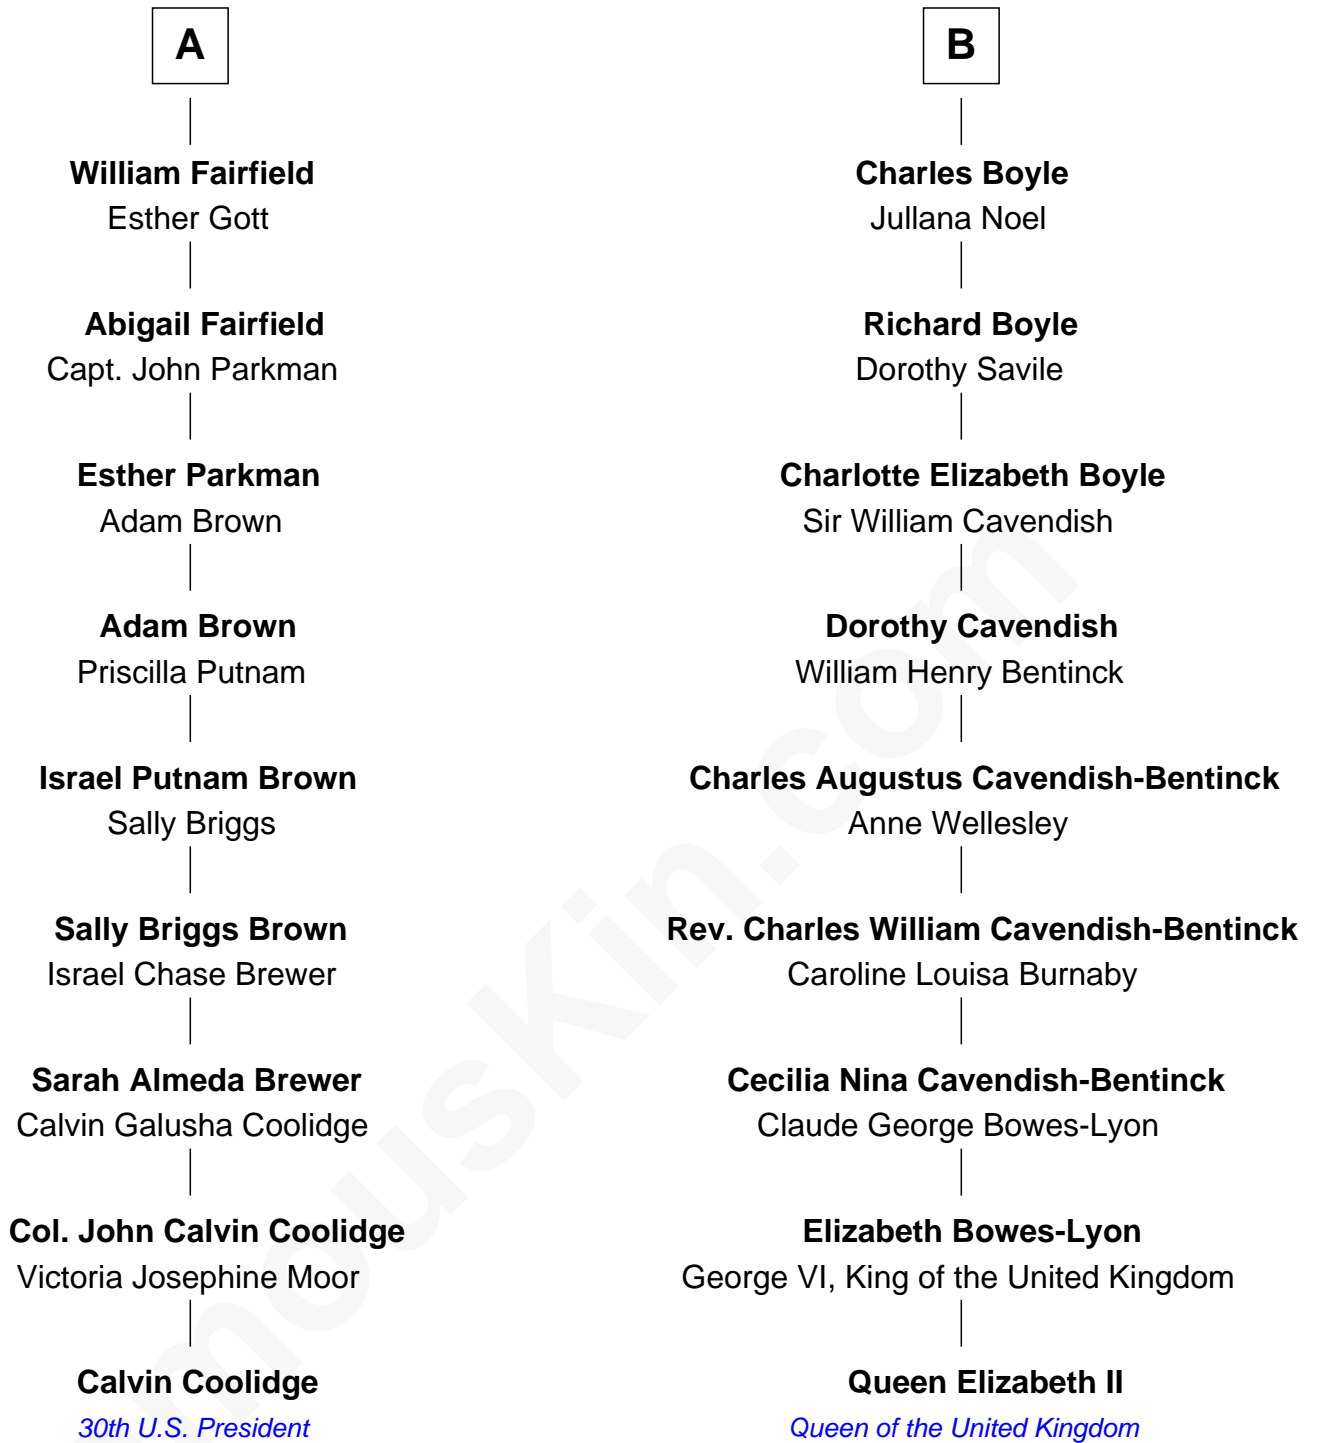 A
B
William Fairfield
Esther Gott
Charles Boyle
Jullana Noel
Abigail Fairfield
Capt. John Parkman
Richard Boyle
Dorothy Savile
Esther Parkman
Adam Brown
Charlotte Elizabeth Boyle
Sir William Cavendish
Adam Brown
Priscilla Putnam
Dorothy Cavendish
William Henry Bentinck
Israel Putnam Brown
Sally Briggs
Charles Augustus Cavendish-Bentinck
Anne Wellesley
Sally Briggs Brown
Israel Chase Brewer
Rev. Charles William Cavendish-Bentinck
Caroline Louisa Burnaby
Sarah Almeda Brewer
Calvin Galusha Coolidge
Cecilia Nina Cavendish-Bentinck
Claude George Bowes-Lyon
Col. John Calvin Coolidge
Victoria Josephine Moor
Elizabeth Bowes-Lyon
George VI, King of the United Kingdom
Calvin Coolidge
30th U.S. President
Queen Elizabeth II
Queen of the United Kingdom
mousKin.com